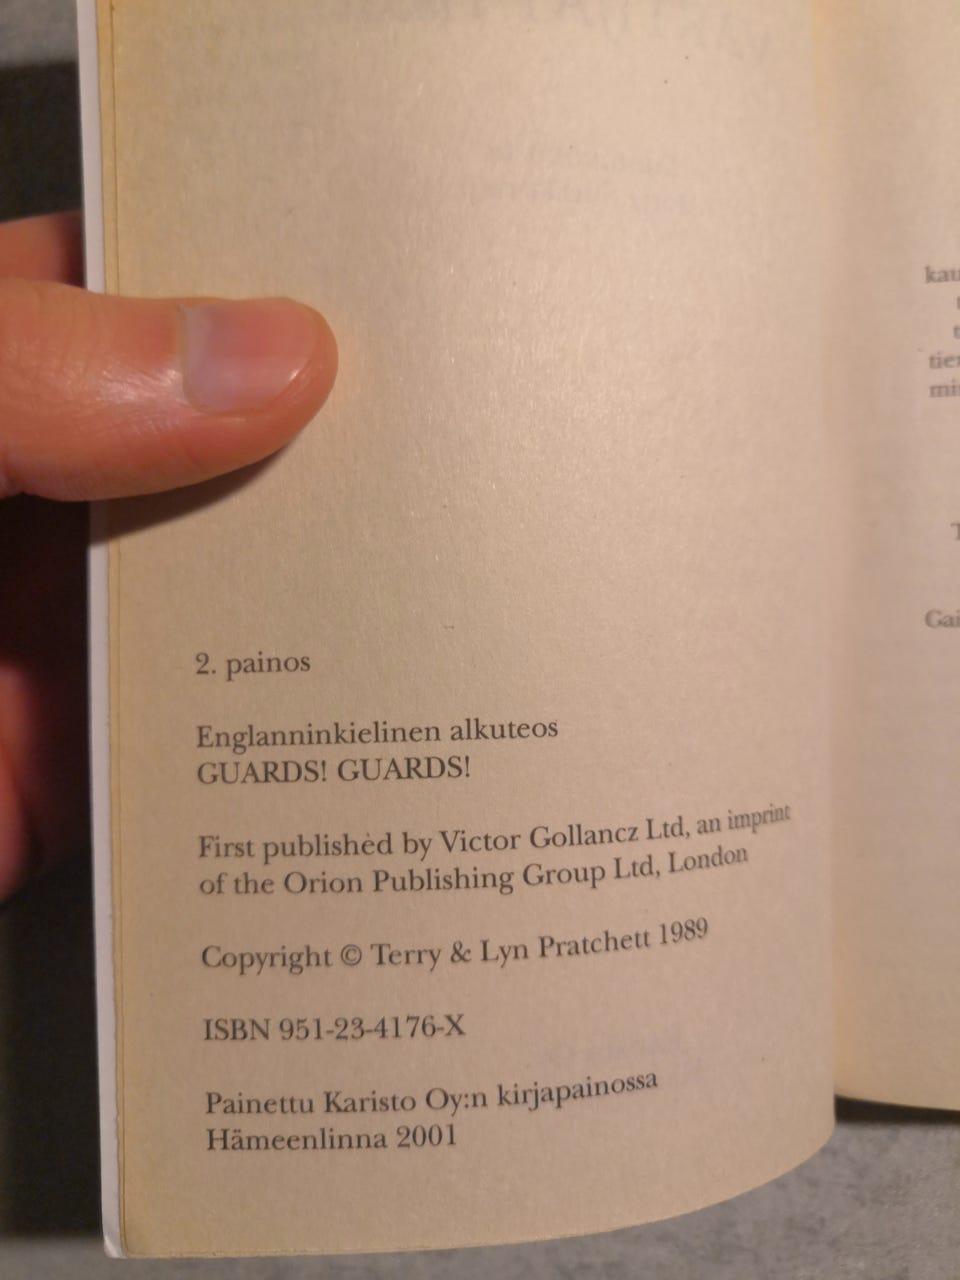 2. painos
Englanninkielinen alkuteos
GUARDS! GUARDS!
First published by Victor Gollancz Ltd, an imprint
of the Orion Publishing Group Ltd, London
Copyright © Terry & Lyn Pratchett 1989
ISBN 951-23-4176-X
Painettu Karisto Oy:n kirjapainossa
Hämeenlinna 2001